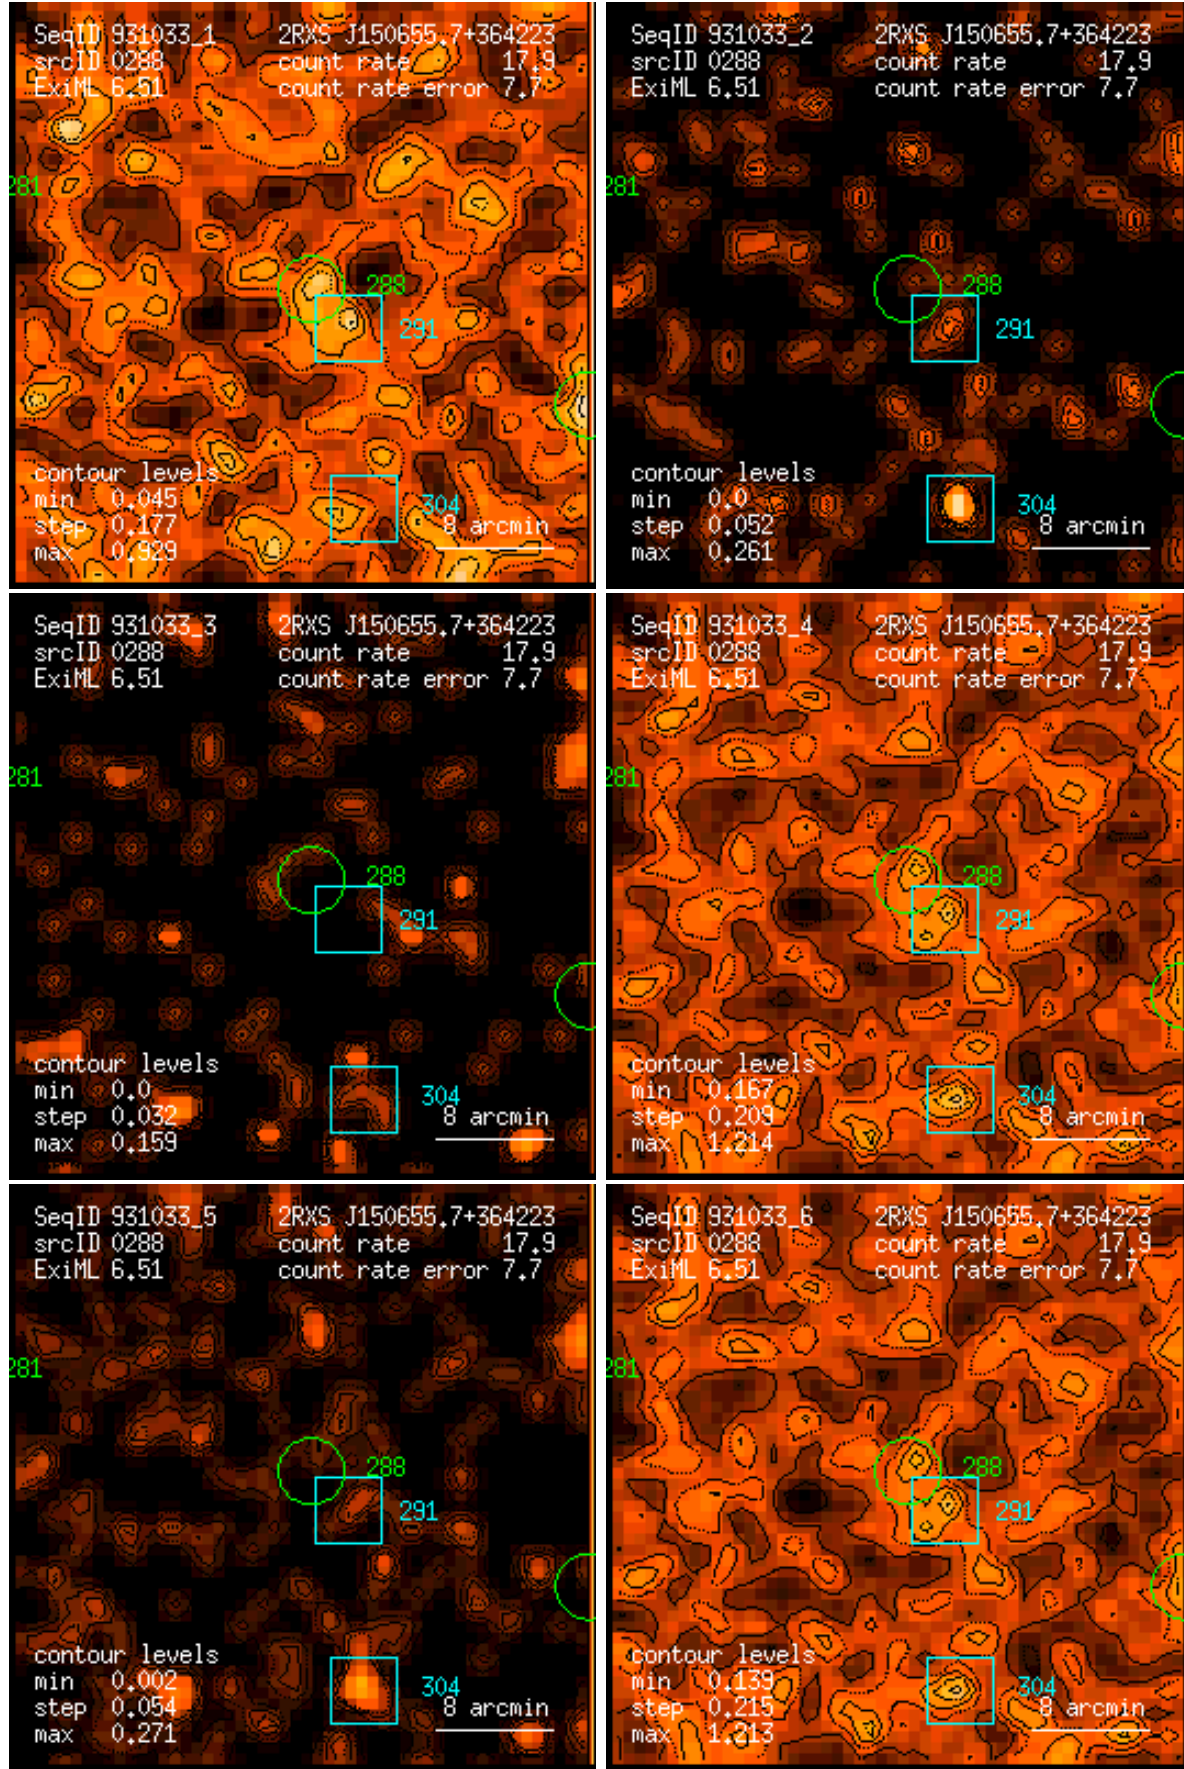 SeqID 931033_1 2RXS J150655.7+364223
srcID 0288 count rate 17.9
ExiML 6.51 count rate error 7.7
281
288
291
contour levels
min 0.045
304
step 0.177 8 arcmin
max 0.929
SeqID 931033_2 2RXS J150655.7+364223
srcID 0288 count rate 17.9
ExiML 6.51 count rate error 7.7
281
288
291
contour levels
min 0.0
304
step 0.052 8 arcmin
max 0.261
SeqID 931033_3 2RXS J150655.7+364223
srcID 0288 count rate 17.9
ExiML 6.51 count rate error 7.7
281
288
291
contour levels
min 0.0
304
step 0.032 8 arcmin
max 0.159
SeqID 931033_4 2RXS J150655.7+364223
srcID 0288 count rate 17.9
ExiML 6.51 count rate error 7.7
281
288
291
contour levels
min 0.167
304
step 0.209 8 arcmin
max 1.214
SeqID 931033_5 2RXS J150655.7+364223
srcID 0288 count rate 17.9
ExiML 6.51 count rate error 7.7
281
288
291
contour levels
min 0.002
304
step 0.054 8 arcmin
max 0.271
SeqID 931033_6 2RXS J150655.7+364223
srcID 0288 count rate 17.9
ExiML 6.51 count rate error 7.7
281
288
291
contour levels
min 0.139
304
step 0.215 8 arcmin
max 1.213